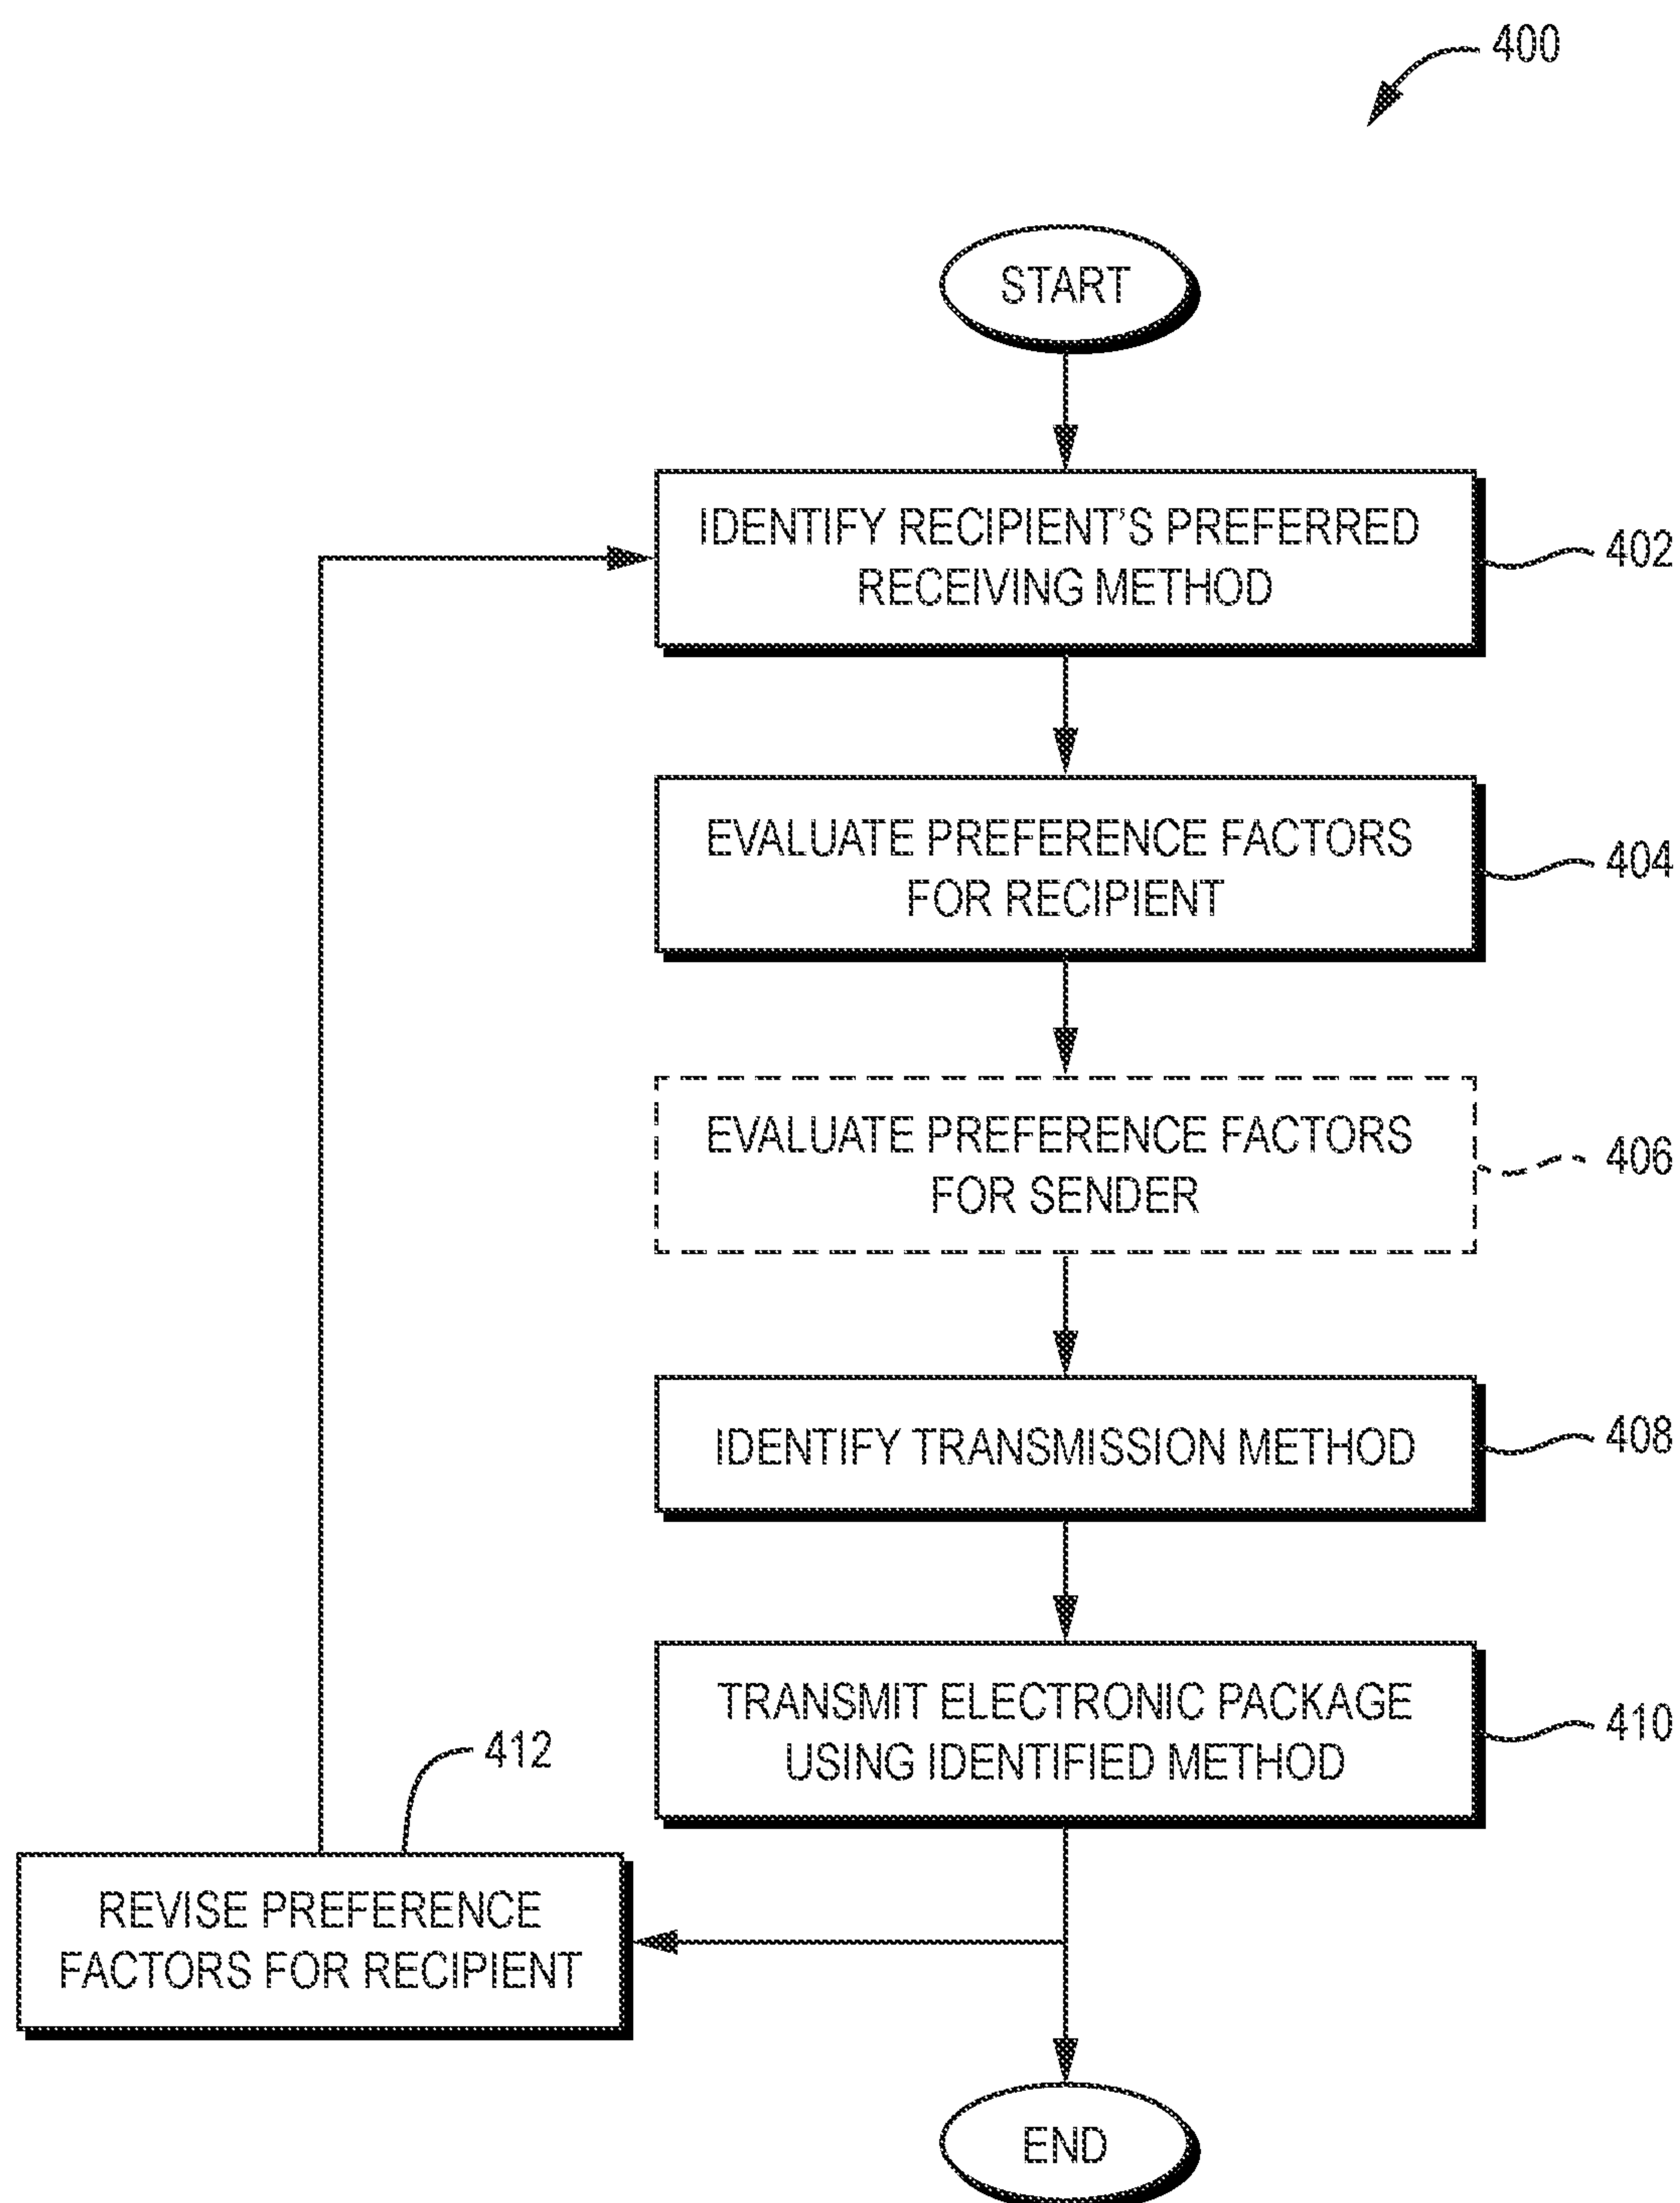 400
START
IDENTIFY RECIPIENT'S PREFERRED
RECEIVING METHOD
402
EVALUATE PREFERENCE FACTORS
FOR RECIPIENT
404
EVALUATE PREFERENCE FACTORS
FOR SENDER
406
IDENTIFY TRANSMISSION METHOD
408
TRANSMIT ELECTRONIC PACKAGE
USING IDENTIFIED METHOD
410
412
REVISE PREFERENCE
FACTORS FOR RECIPIENT
END